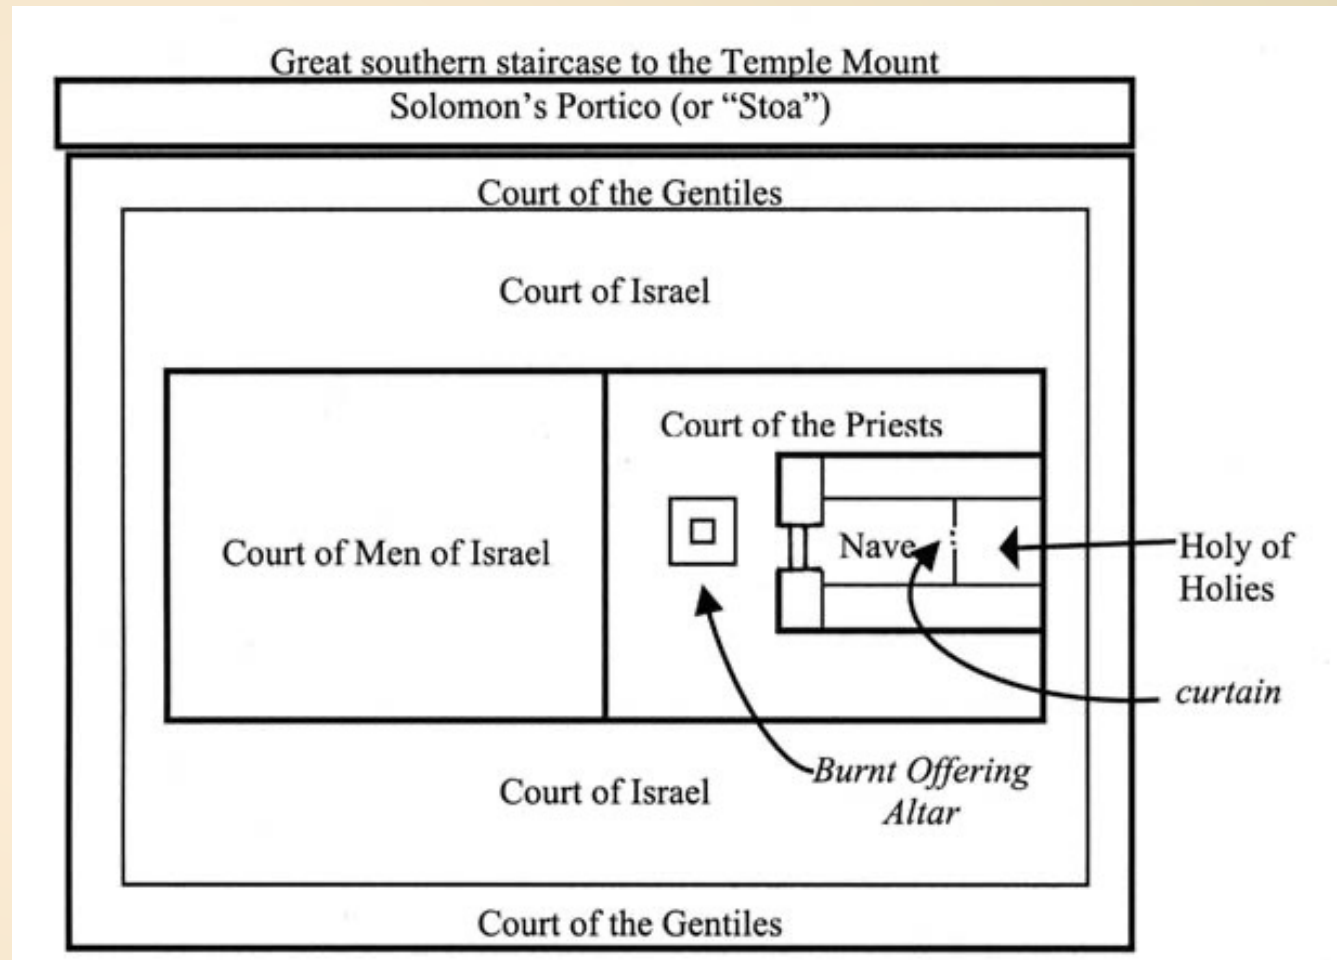 Great southern staircase to the Temple Mount
Solomon's Portico (or “Stoa”)
Court of the Gentiles
Court of Israel
Court of the Priests
Court of Men of Israel
Nave
Holy of
Holies
curtain
Burnt Offering
Altar
Court of Israel
Court of the Gentiles